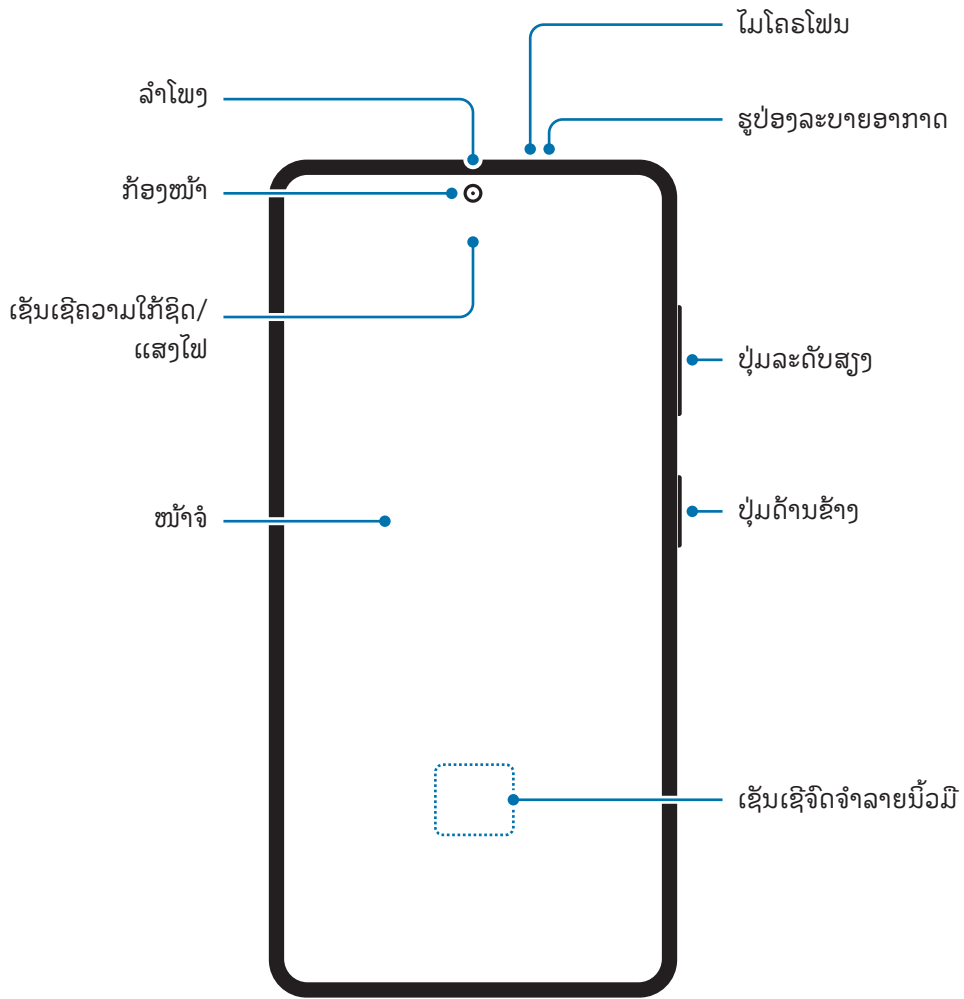 ໄມໂຄຣໂຟນ
ລຳໂພງ
ຮູປ່ອງລະບາຍອາກາດ
ກ້ອງໜ້າ
ເຊັນເຊີຄວາມໃກ້ຊິດ/
ແສງໄຟ
ປຸ່ມລະດັບສຽງ
ປຸ່ມດ້ານຂ້າງ
ໜ້າຈໍ
ເຊັນເຊີຈົດຈຳລາຍນິ້ວມື